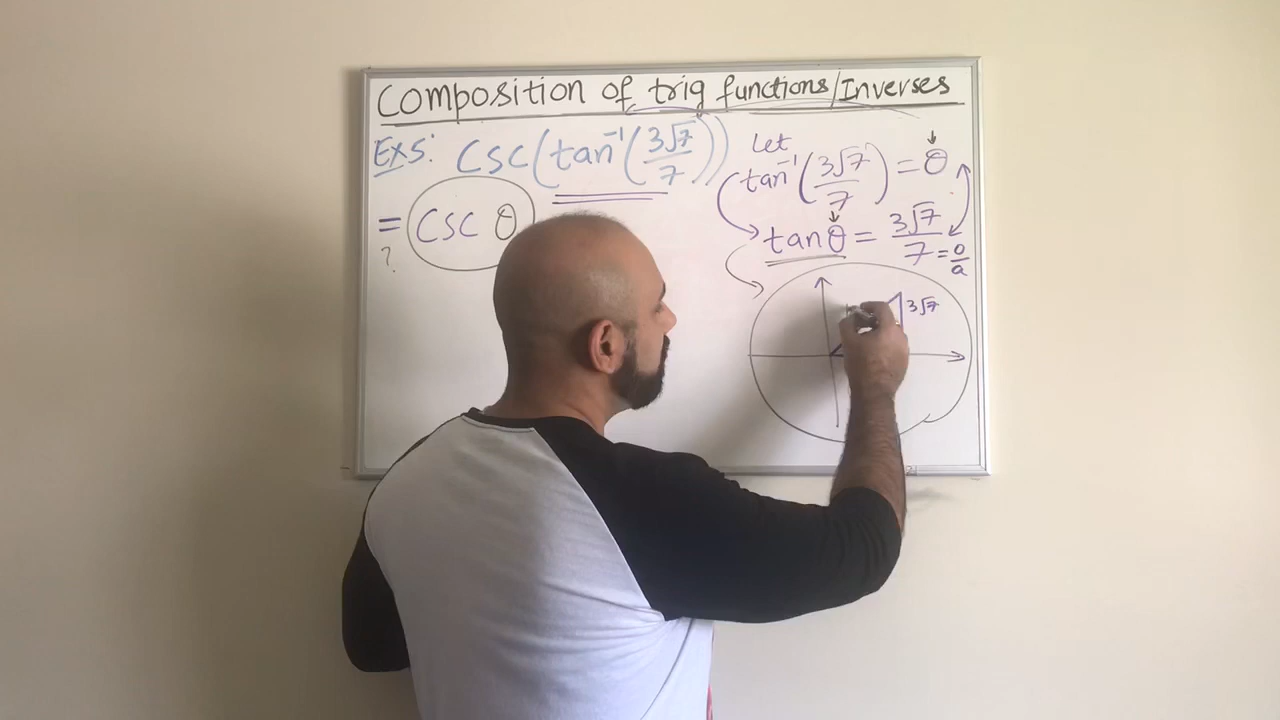 Composition of trig functions/Inverses
Exs: csc(tan⁻¹(3√7/7))
= csc θ
?
Let
tan⁻¹(3√7/7) = θ
tanθ = 3√7/7 = o/a
3√7